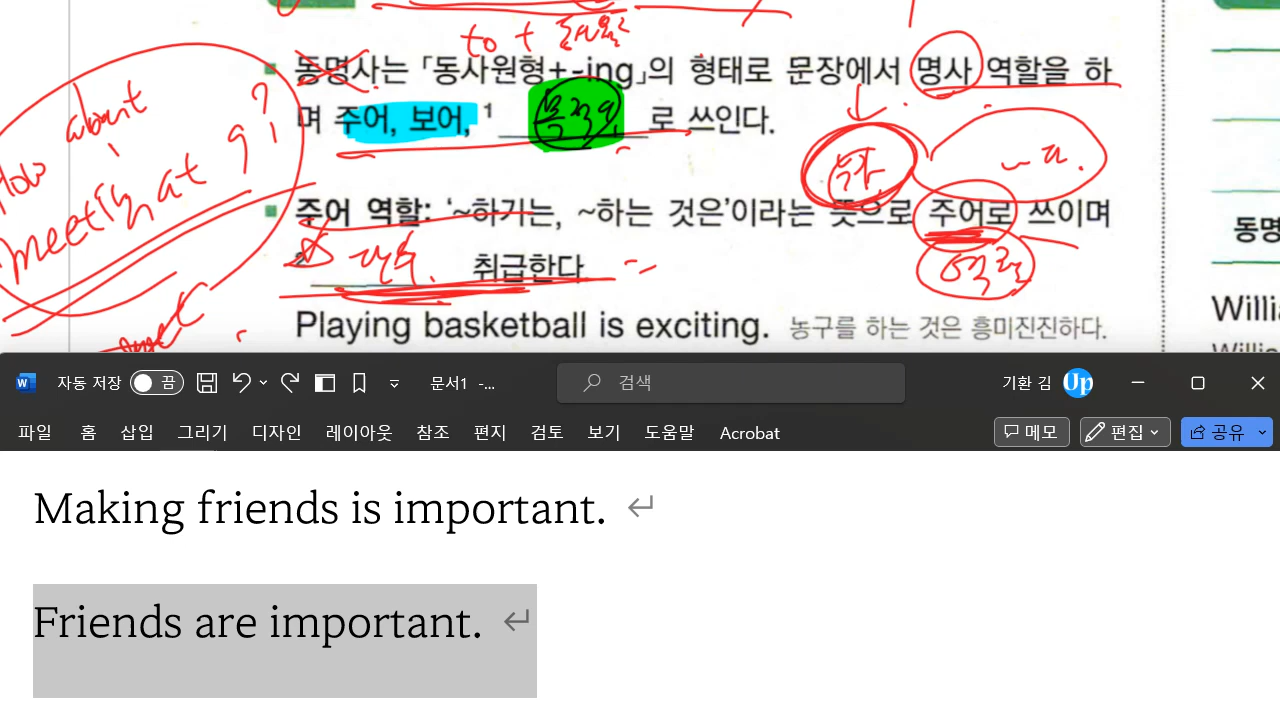 to + 동사원형
동명사는 「동사원형+-ing」의 형태로 문장에서 명사 역할을 하
며 주어, 보어, 1 목적어로 쓰인다.
How about
meeting at 9?
주어 역할: ‘~하기는, ~하는 것은’이라는 뜻으로 주어로 쓰이며
단수 취급한다
역할
meet
Playing basketball is exciting. 농구를 하는 것은 흥미진진하다.
동명
Willia
자동 저장 끔 문서1 -... 검색 기환 김 Up
파일 홈 삽입 그리기 디자인 레이아웃 참조 편지 검토 보기 도움말 Acrobat 메모 편집 공유
Making friends is important.
Friends are important.